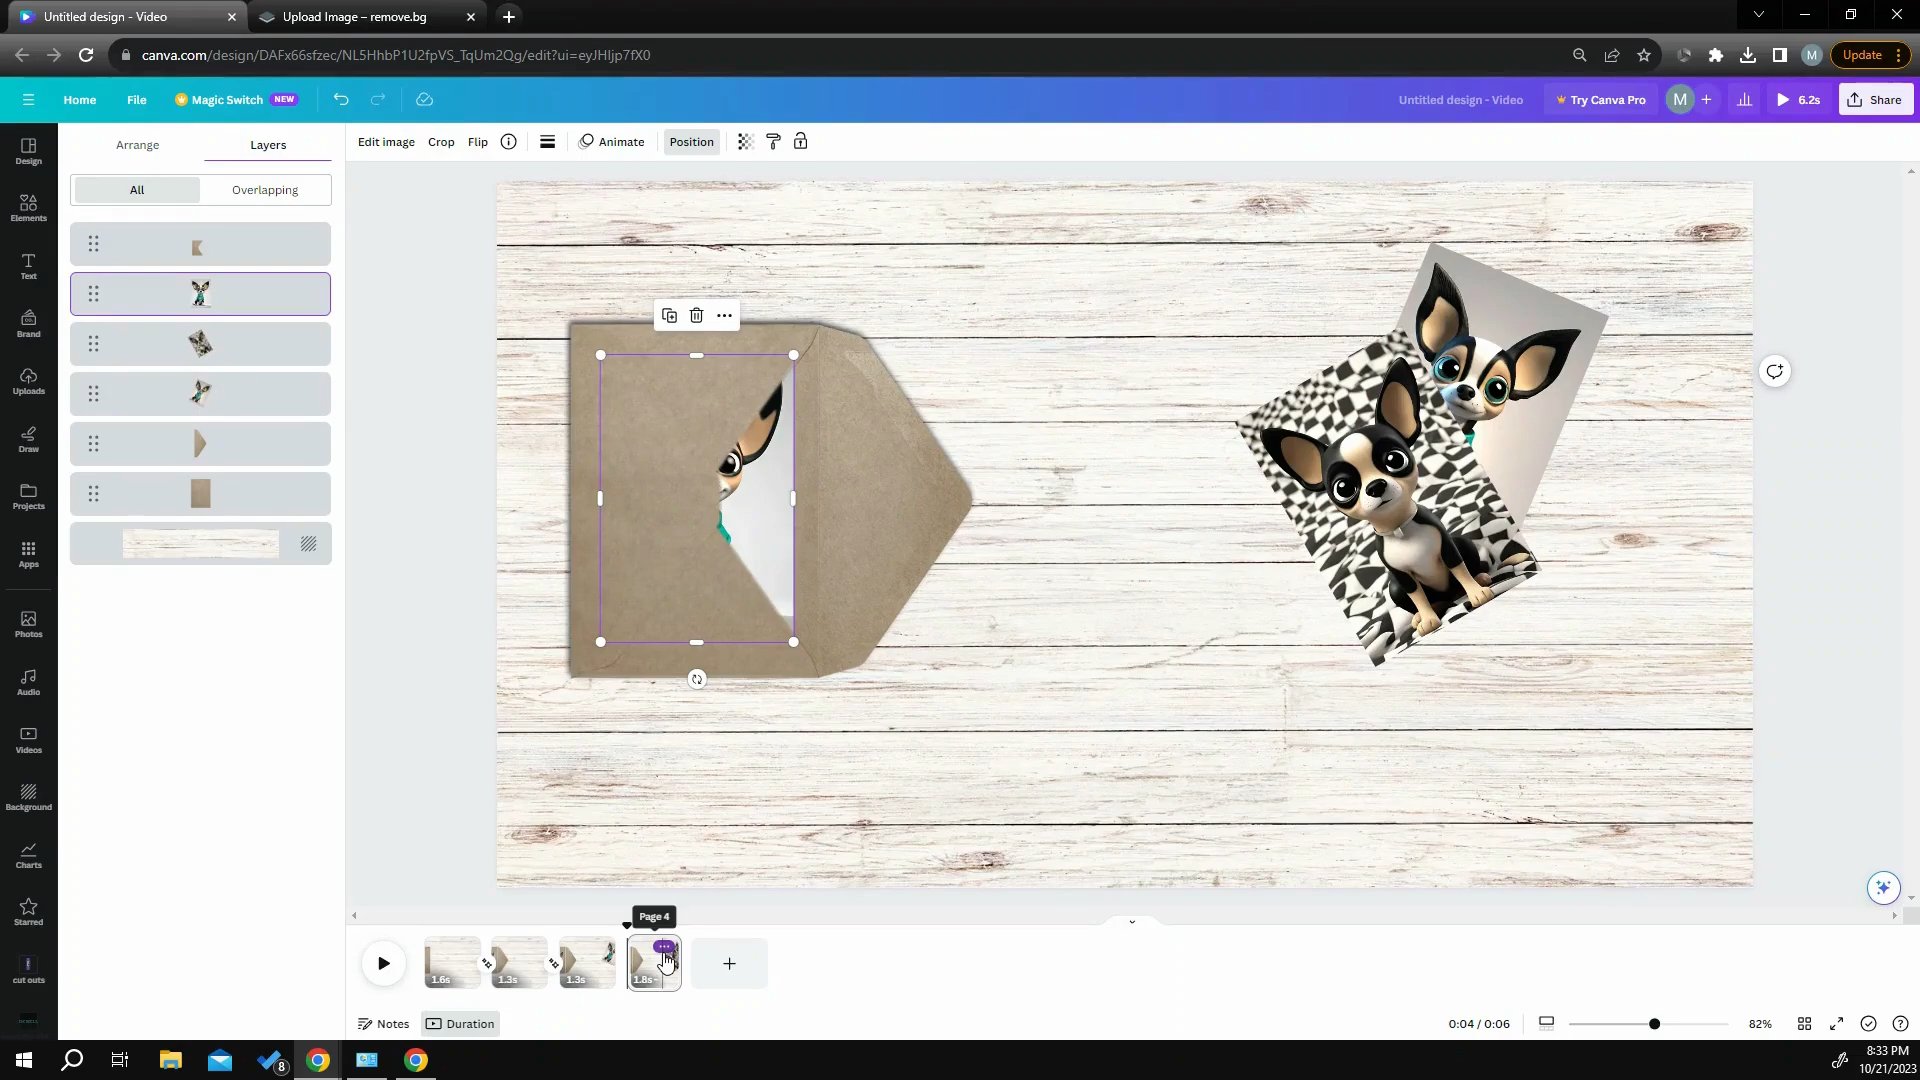 Untitled design - Video
Upload Image – remove.bg
canva.com/design/DAFx66sfzec/NL5HhbP1U2fpVS_TqUm2Qg/edit?ui=eyJHIjp7fX0
M
Update
Home
File
Magic Switch
NEW
Untitled design - Video
Try Canva Pro
M
6.2s
Share
Arrange
Layers
Edit image
Crop
Flip
Animate
Position
All
Overlapping
Design
Elements
Text
Brand
Uploads
Draw
Projects
Apps
Photos
Audio
Videos
Background
Charts
Starred
cut outs
Page 4
1.6s
1.3s
1.3s
1.8s
Notes
Duration
0:04 / 0:06
82%
8
8:33 PM
10/21/2023